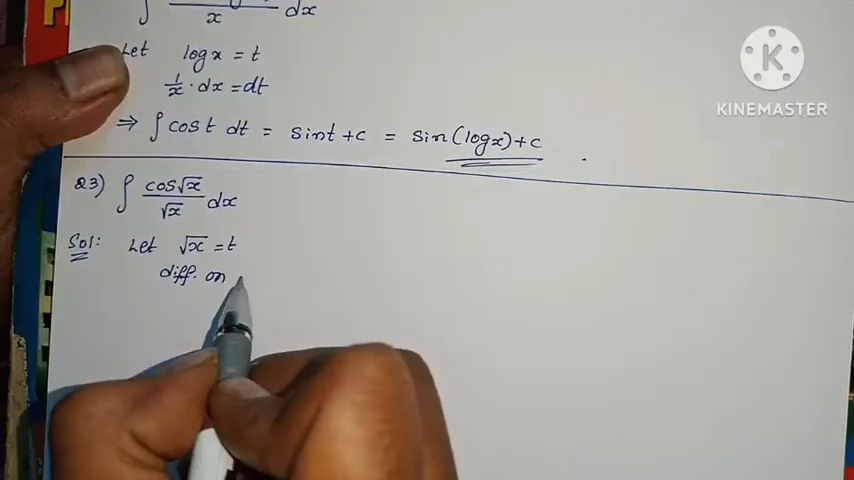 ∫ ―― dx
x
Let log x = t
1/x · dx = dt
⇒ ∫ cos t dt = sin t + c = sin(log x) + c .
Q3) ∫ cos√x / √x dx
Sol: Let √x = t
diff. on
K
KINEMASTER